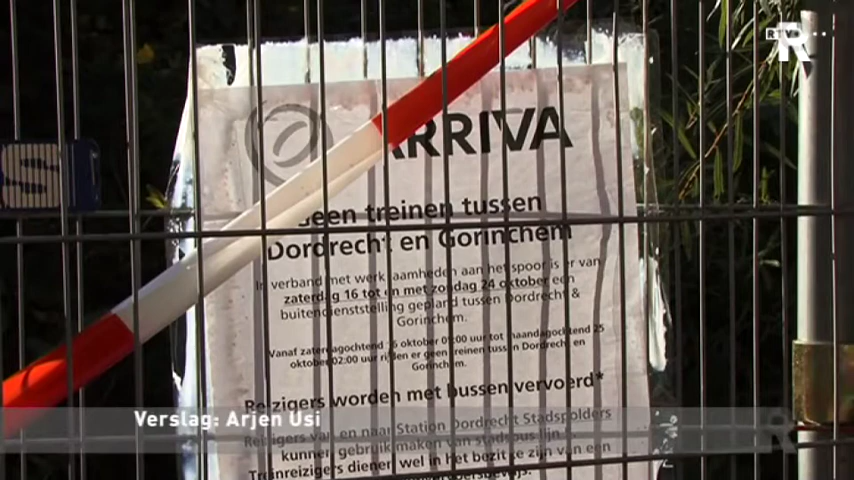 RTV R
ARRIVA
geen treinen tussen
Dordrecht en Gorinchem
In verband met werkzaamheden aan het spoor is er van
zaterdag 16 tot en met zondag 24 oktober een
buitendienststelling gepland tussen Dordrecht &
Gorinchem.
Vanaf zaterdagochtend 16 oktober 01:00 uur tot maandagochtend 25
oktober 02:00 uur rijden er geen treinen tussen Dordrecht en
Gorinchem.
Reizigers worden met bussen vervoerd*
Verslag: Arjen Usi
Reizigers van en naar Station Dordrecht Stadspolders
kunnen gebruik maken van stadsbus lijn
Treinreizigers dienen wel in het bezit te zijn van een